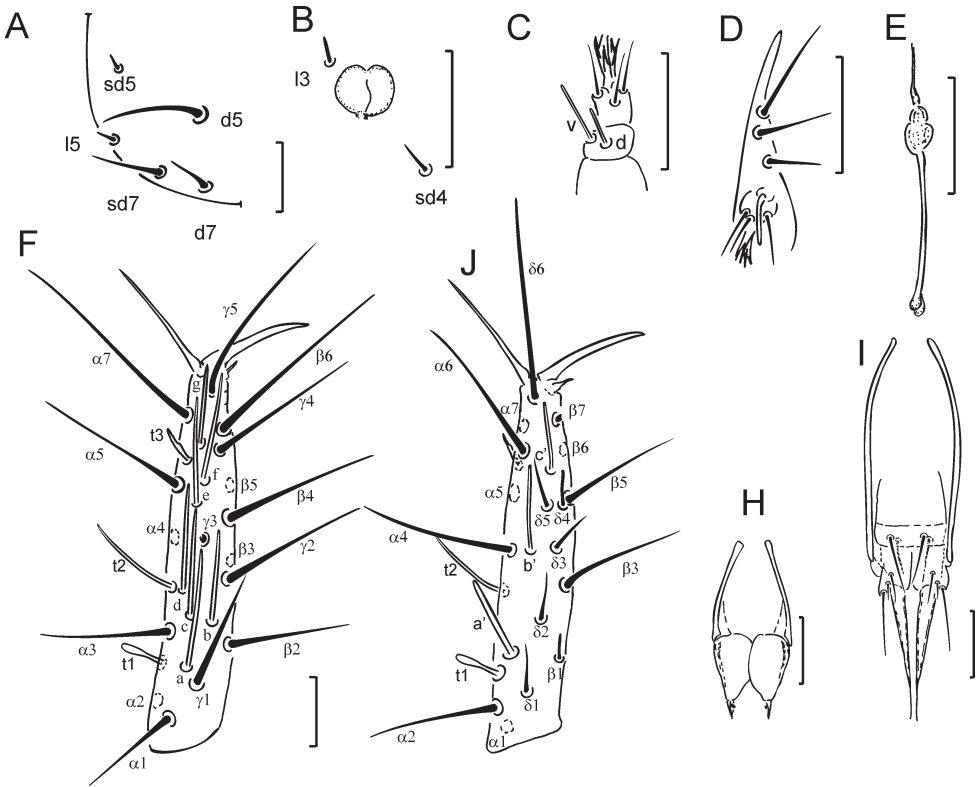 A
sd5
d5
l5
sd7
d7
B
l3
sd4
C
v
d
D
E
F
γ5
α7
β6
g
γ4
t3
α5
f
β5
e
β4
γ3
α4
β3
γ2
t2
d
c
b
α3
β2
t1
a
γ1
α2
α1
J
δ6
α6
α7
β7
c'
β6
α5
β5
δ5
δ4
α4
δ3
b'
β3
t2
a'
δ2
t1
β1
δ1
α2
α1
H
I